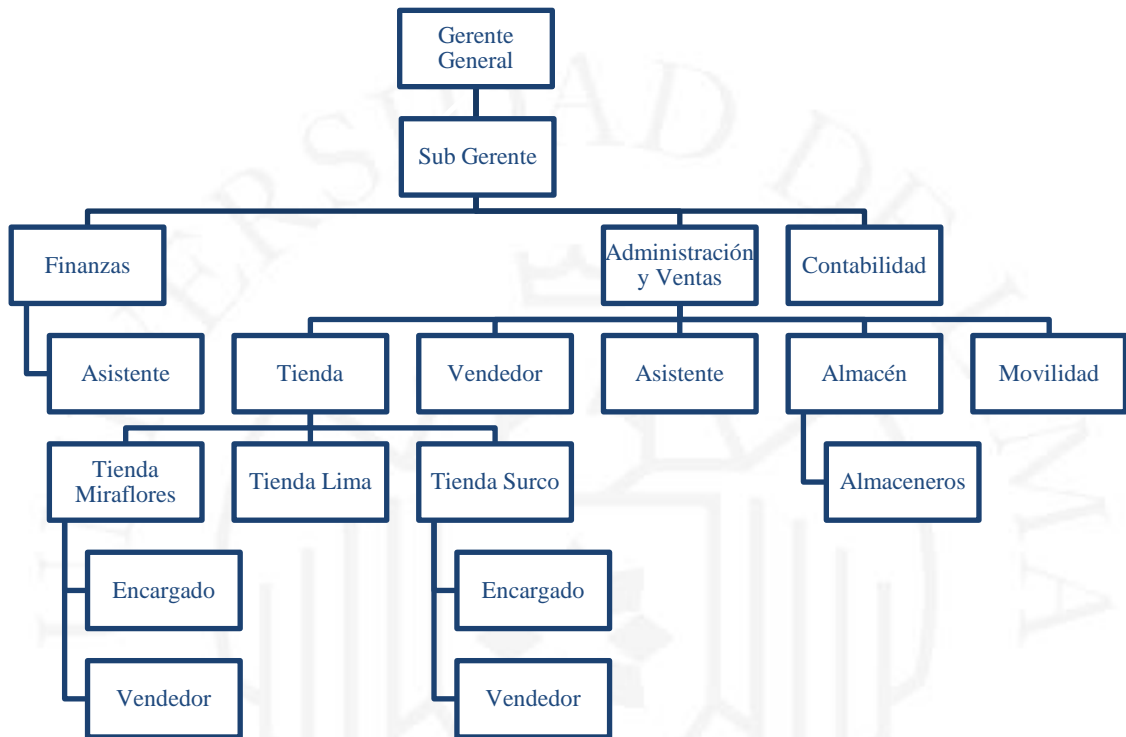 Gerente
General
Sub Gerente
Finanzas
Administración
y Ventas
Contabilidad
Asistente
Tienda
Vendedor
Asistente
Almacén
Movilidad
Tienda
Miraflores
Tienda Lima
Tienda Surco
Almaceneros
Encargado
Encargado
Vendedor
Vendedor